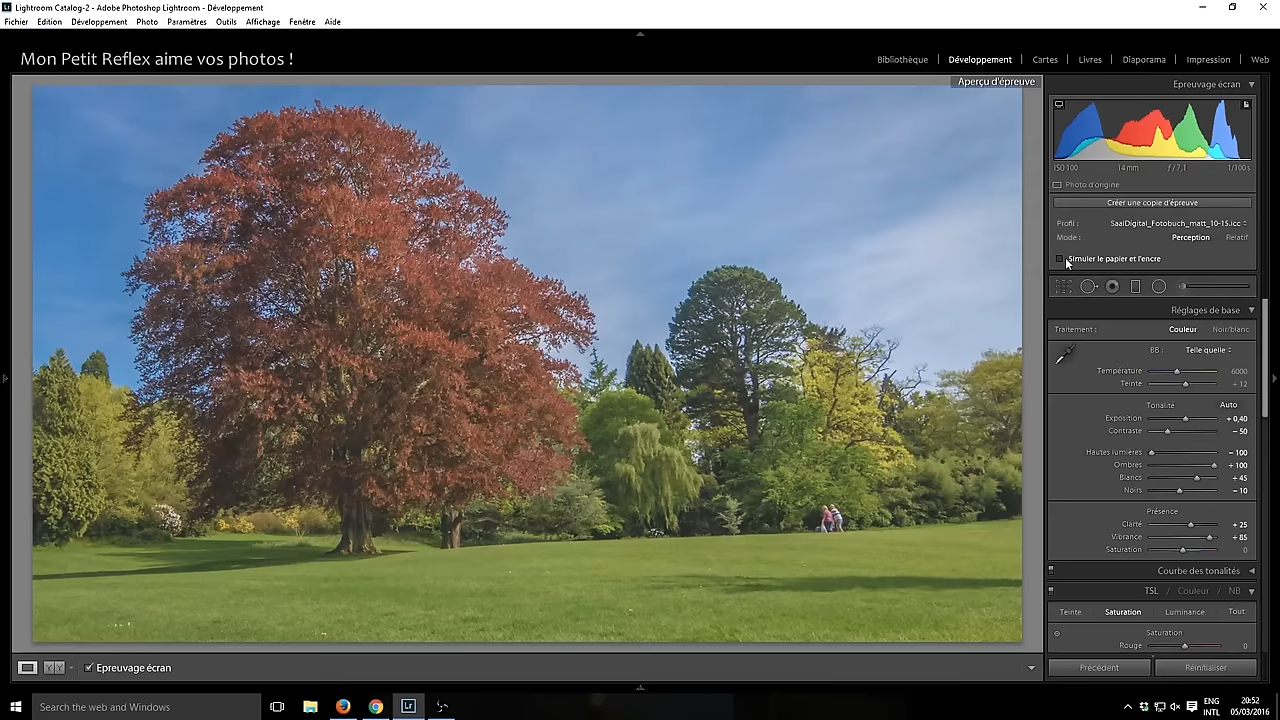 Lightroom Catalog-2 - Adobe Photoshop Lightroom - Développement
Fichier Edition Développement Photo Paramètres Outils Affichage Fenêtre Aide
Mon Petit Reflex aime vos photos !
Bibliothèque | Développement | Cartes | Livres | Diaporama | Impression | Web
Aperçu d'épreuve
Epreuvage écran
ISO 100 14 mm ƒ / 7,1 1/100 s
Photo d'origine
Créer une copie d'épreuve
Profil : SaalDigital_Fotobuch_matt_10-15.icc
Mode : Perception Relatif
Simuler le papier et l'encre
Réglages de base
Traitement : Couleur Noir/blanc
BB : Telle quelle
Température 6000
Teinte + 12
Tonalité Auto
Exposition + 0,40
Contraste – 50
Hautes lumières – 100
Ombres + 100
Blancs + 45
Noirs – 10
Présence
Clarté + 25
Vibrance + 85
Saturation 0
Courbe des tonalités
TSL / Couleur / NB
Teinte Saturation Luminance Tout
Saturation
Rouge 0
Epreuvage écran
Précédent Réinitialiser
Search the web and Windows
Lr
ENG
INTL
20:52
05/03/2016